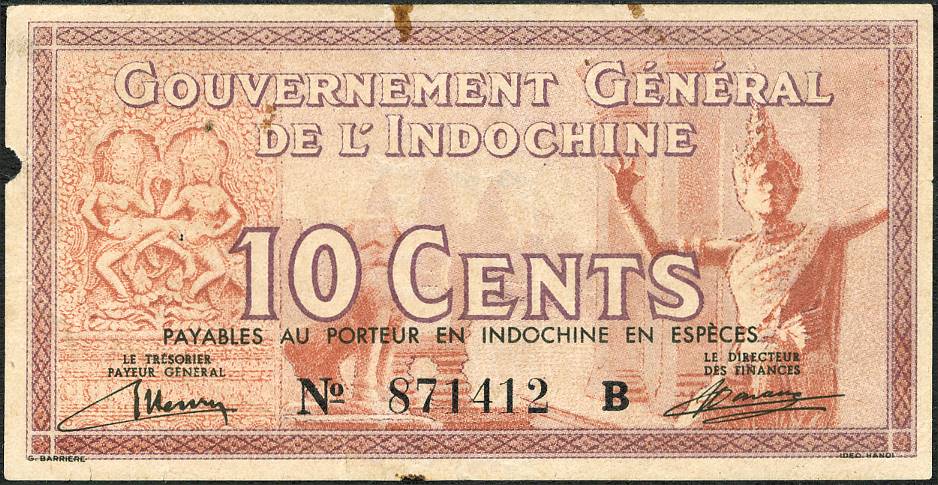 GOUVERNEMENT GÉNÉRAL
DE L'INDOCHINE
10 CENTS
PAYABLES AU PORTEUR EN INDOCHINE EN ESPÈCES
LE TRÉSORIER
PAYEUR GÉNÉRAL
LE DIRECTEUR
DES FINANCES
Nº 871412 B
G. BARRIÈRE
IDEO. HANOI